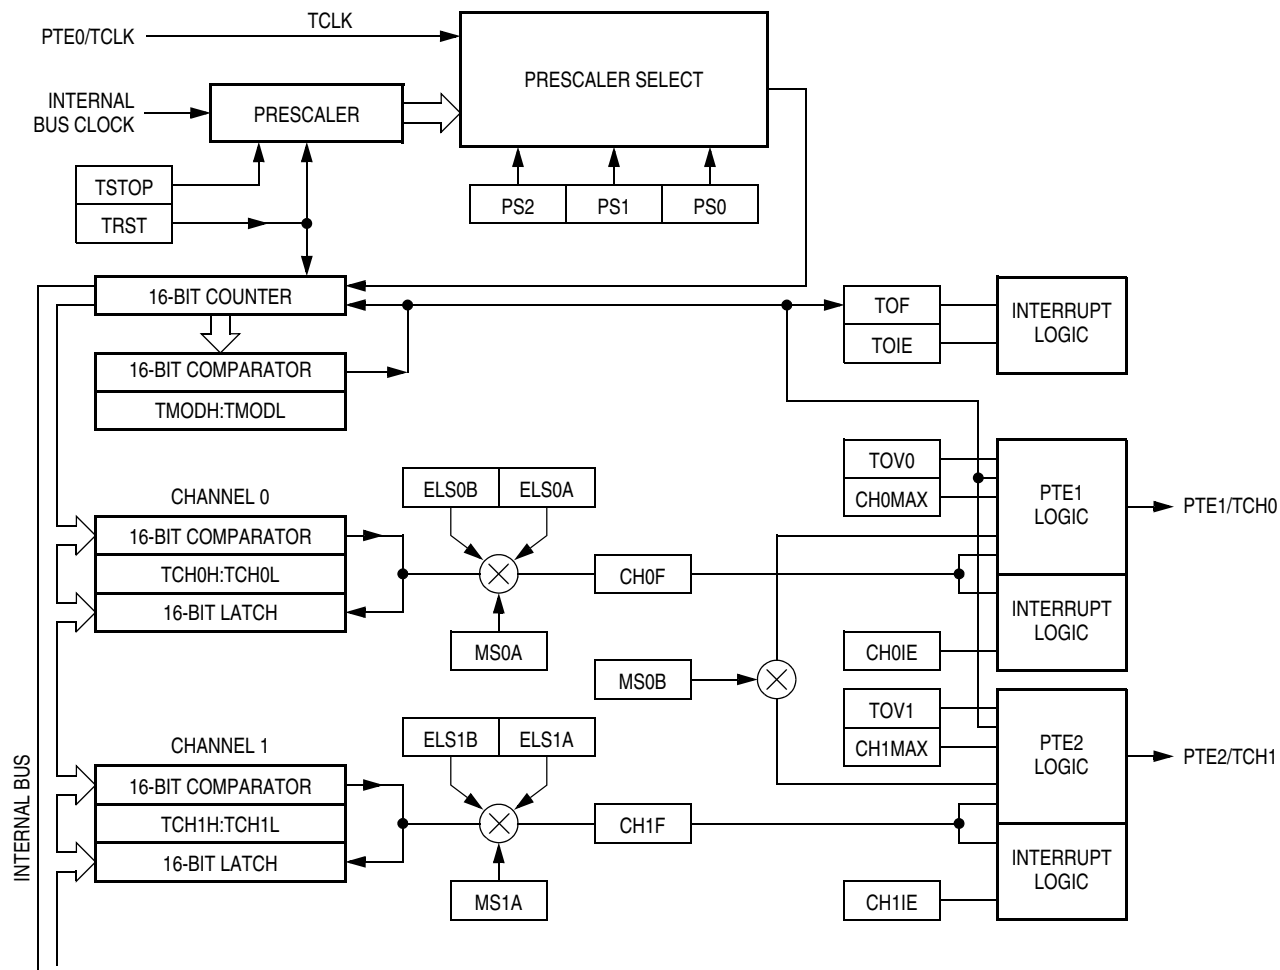 TCLK
PTE0/TCLK
PRESCALER SELECT
INTERNAL
BUS CLOCK
PRESCALER
TSTOP
TRST
PS2
PS1
PS0
16-BIT COUNTER
TOF
TOIE
INTERRUPT
LOGIC
16-BIT COMPARATOR
TMODH:TMODL
TOV0
CH0MAX
PTE1
LOGIC
PTE1/TCH0
CHANNEL 0
ELS0B
ELS0A
16-BIT COMPARATOR
TCH0H:TCH0L
16-BIT LATCH
CH0F
INTERRUPT
LOGIC
MS0A
CH0IE
MS0B
TOV1
CH1MAX
PTE2
LOGIC
PTE2/TCH1
CHANNEL 1
ELS1B
ELS1A
16-BIT COMPARATOR
TCH1H:TCH1L
16-BIT LATCH
CH1F
INTERRUPT
LOGIC
MS1A
CH1IE
INTERNAL BUS